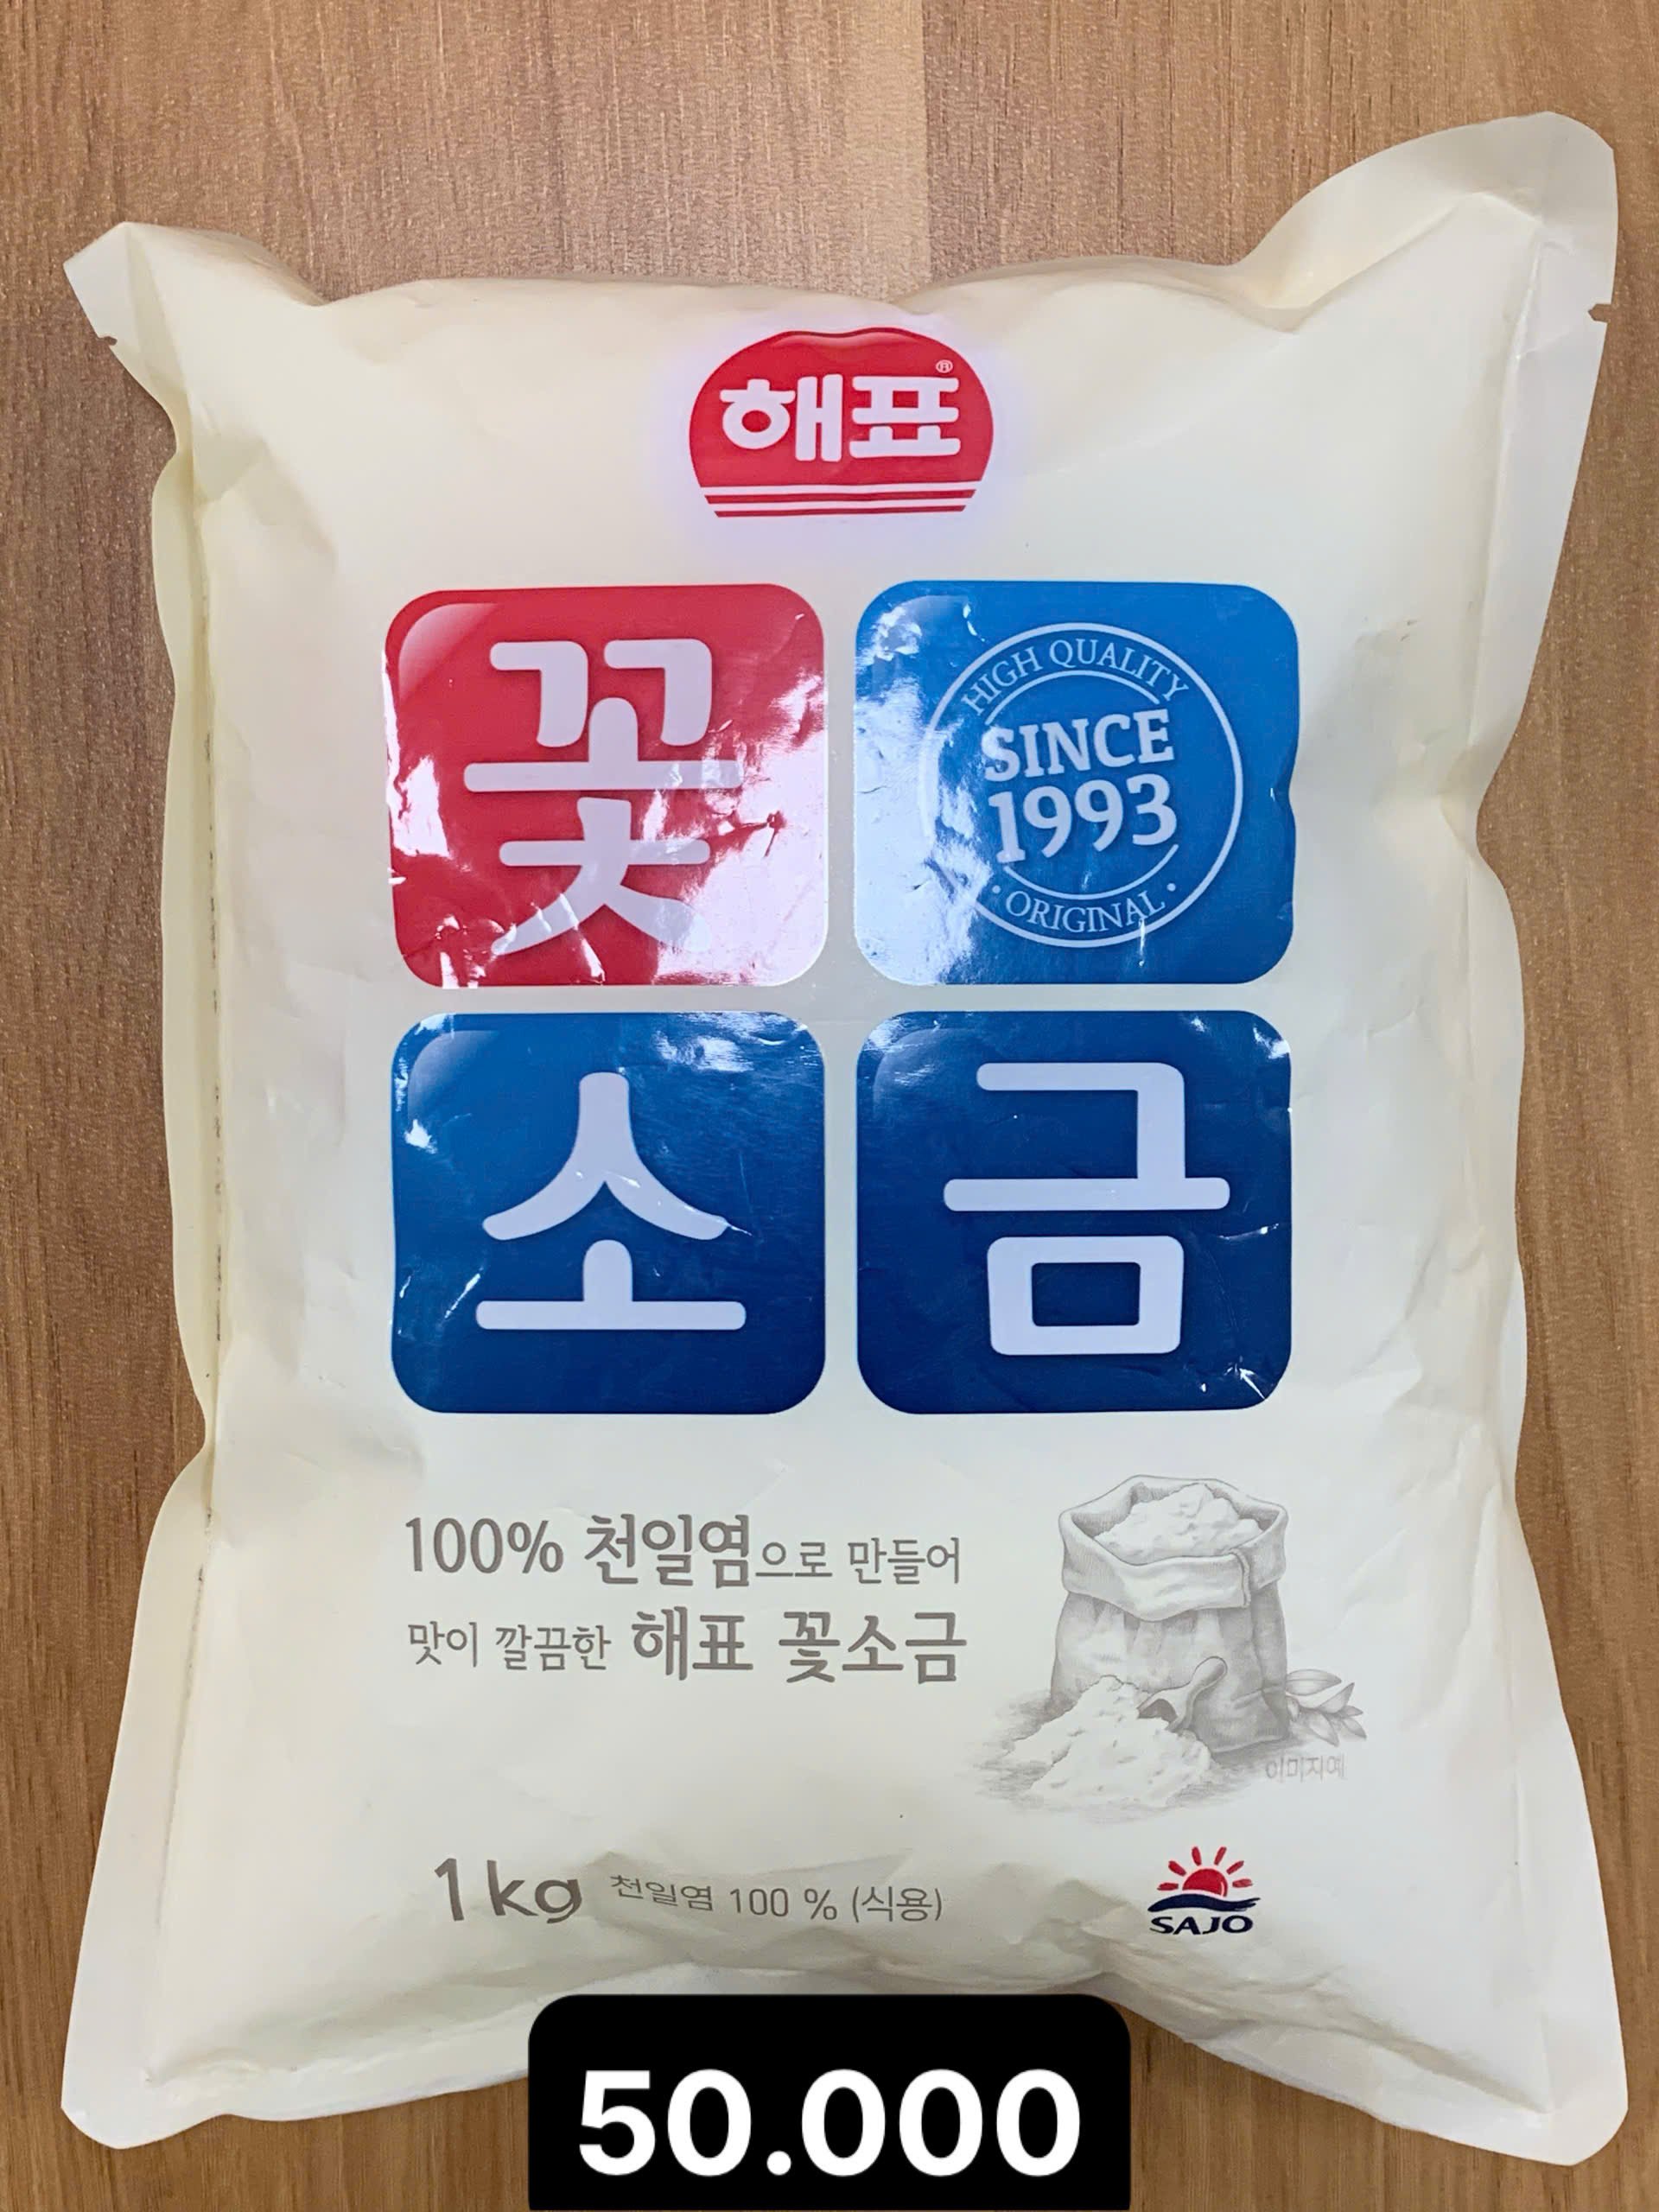 해표®
꽃
HIGH QUALITY
SINCE
1993
• ORIGINAL •
소금
100% 천일염으로 만들어
맛이 깔끔한 해표 꽃소금
이미지예
1kg 천일염 100 % (식용)
SAJO
50.000